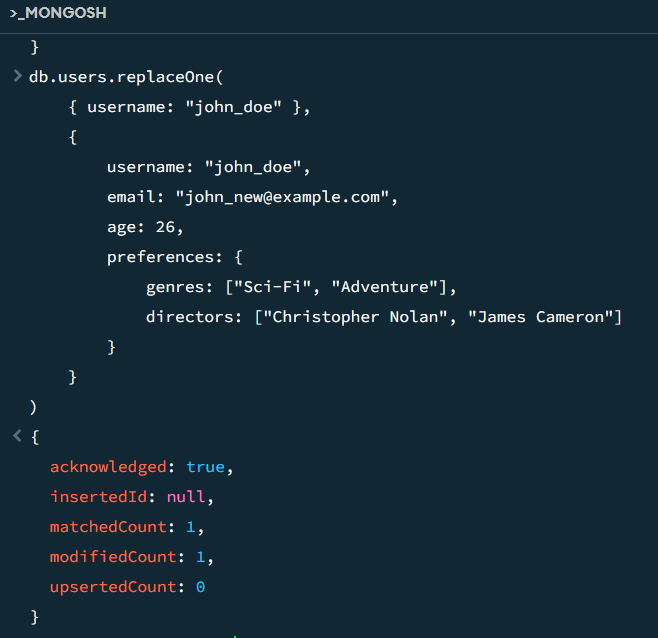 >_MONGOSH
}
> db.users.replaceOne(
{ username: "john_doe" },
{
username: "john_doe",
email: "john_new@example.com",
age: 26,
preferences: {
genres: ["Sci-Fi", "Adventure"],
directors: ["Christopher Nolan", "James Cameron"]
}
}
)
< {
acknowledged: true,
insertedId: null,
matchedCount: 1,
modifiedCount: 1,
upsertedCount: 0
}